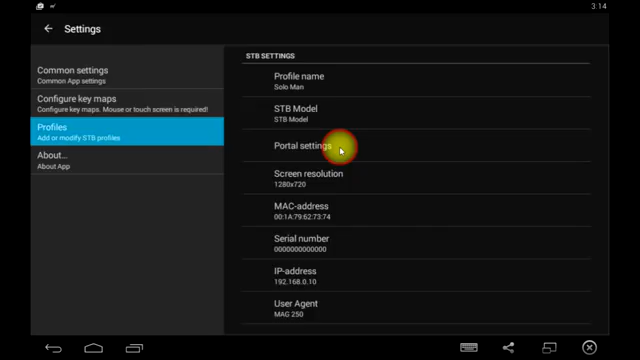 3:14
Settings
Common settings
Common App settings
Configure key maps
Configure key maps. Mouse or touch screen is required!
Profiles
Add or modify STB profiles
About...
About App
STB SETTINGS
Profile name
Solo Man
STB Model
STB Model
Portal settings
Screen resolution
1280x720
MAC-address
00:1A:79:62:73:74
Serial number
0000000000000
IP-address
192.168.0.10
User Agent
MAG 250